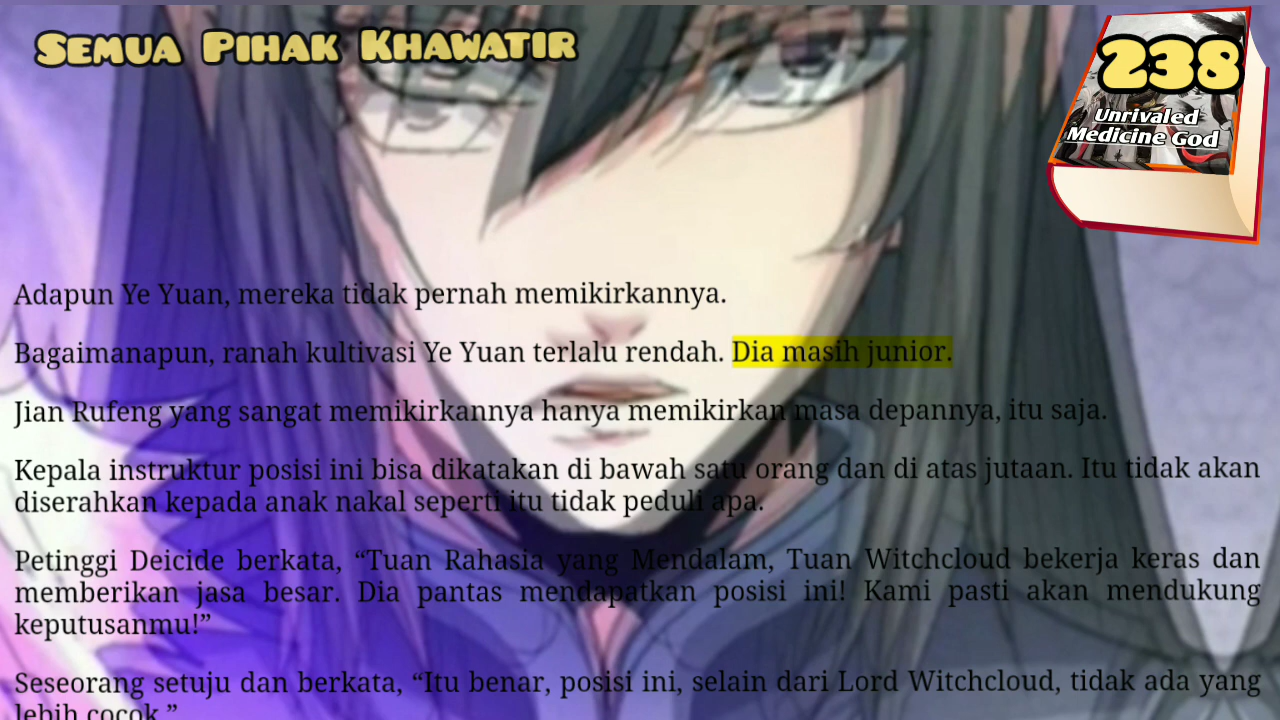 Semua Pihak Khawatir
238
Unrivaled
Medicine God
Adapun Ye Yuan, mereka tidak pernah memikirkannya.
Bagaimanapun, ranah kultivasi Ye Yuan terlalu rendah. Dia masih junior.
Jian Rufeng yang sangat memikirkannya hanya memikirkan masa depannya, itu saja.
Kepala instruktur posisi ini bisa dikatakan di bawah satu orang dan di atas jutaan. Itu tidak akan
diserahkan kepada anak nakal seperti itu tidak peduli apa.
Petinggi Deicide berkata, “Tuan Rahasia yang Mendalam, Tuan Witchcloud bekerja keras dan
memberikan jasa besar. Dia pantas mendapatkan posisi ini! Kami pasti akan mendukung
keputusanmu!”
Seseorang setuju dan berkata, “Itu benar, posisi ini, selain dari Lord Witchcloud, tidak ada yang
lebih cocok.”